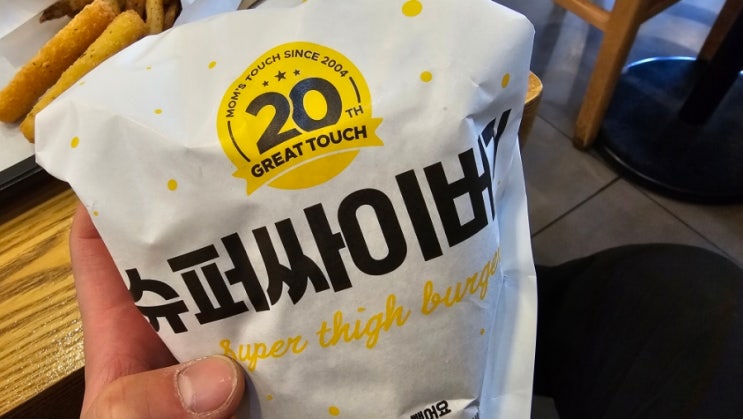 MOM'S TOUCH SINCE 2004
20TH
GREAT TOUCH
슈퍼싸이버거
super thigh burger